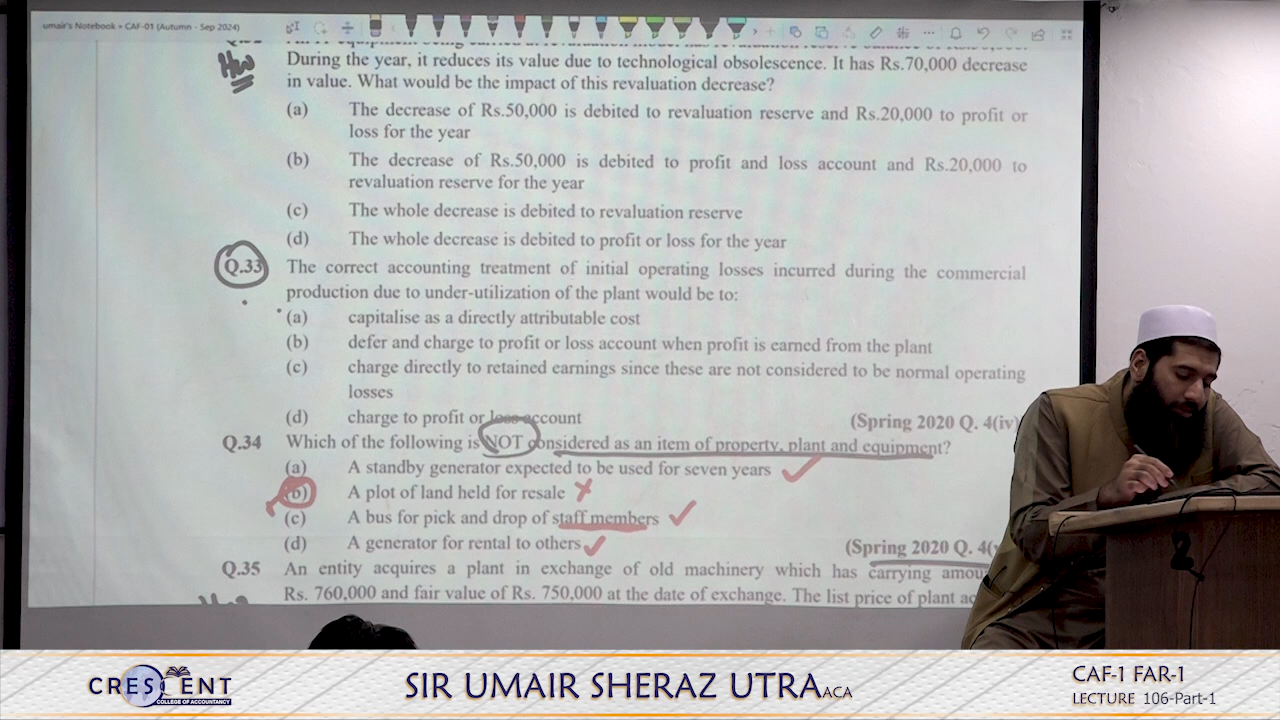 umair's Notebook » CAF-01 (Autumn - Sep 2024)
Hw
During the year, it reduces its value due to technological obsolescence. It has Rs.70,000 decrease
in value. What would be the impact of this revaluation decrease?
(a) The decrease of Rs.50,000 is debited to revaluation reserve and Rs.20,000 to profit or
loss for the year
(b) The decrease of Rs.50,000 is debited to profit and loss account and Rs.20,000 to
revaluation reserve for the year
(c) The whole decrease is debited to revaluation reserve
(d) The whole decrease is debited to profit or loss for the year
Q.33 The correct accounting treatment of initial operating losses incurred during the commercial
production due to under-utilization of the plant would be to:
(a) capitalise as a directly attributable cost
(b) defer and charge to profit or loss account when profit is earned from the plant
(c) charge directly to retained earnings since these are not considered to be normal operating
losses
(d) charge to profit or loss account (Spring 2020 Q. 4(iv)
Q.34 Which of the following is NOT considered as an item of property, plant and equipment?
(a) A standby generator expected to be used for seven years
(b) A plot of land held for resale
(c) A bus for pick and drop of staff members
(d) A generator for rental to others (Spring 2020 Q. 4(
Q.35 An entity acquires a plant in exchange of old machinery which has carrying
Rs. 760,000 and fair value of Rs. 750,000 at the date of exchange. The list price of plant
CRESCENT
COLLEGE OF ACCOUNTANCY
SIR UMAIR SHERAZ UTRA ACA
CAF-1 FAR-1
LECTURE 106-Part-1